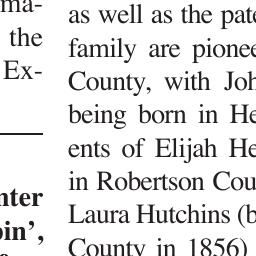 ma-
the
Ex-
nter
in',
as well as the pate
family are pionee
County, with Joh
being born in He
ents of Elijah He
in Robertson Cou
Laura Hutchins (b
County in 1856)